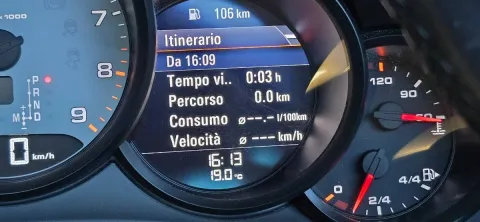 x1000
7
8
9
P
R
N
D
M
+
-
0 km/h
106 km
Itinerario
Da 16:09
Tempo vi.. 0:03 h
Percorso 0.0 km
Consumo ø--.- l/100km
Velocità ø--- km/h
16:13
19.0 °C
120
90
0
2/4
4/4